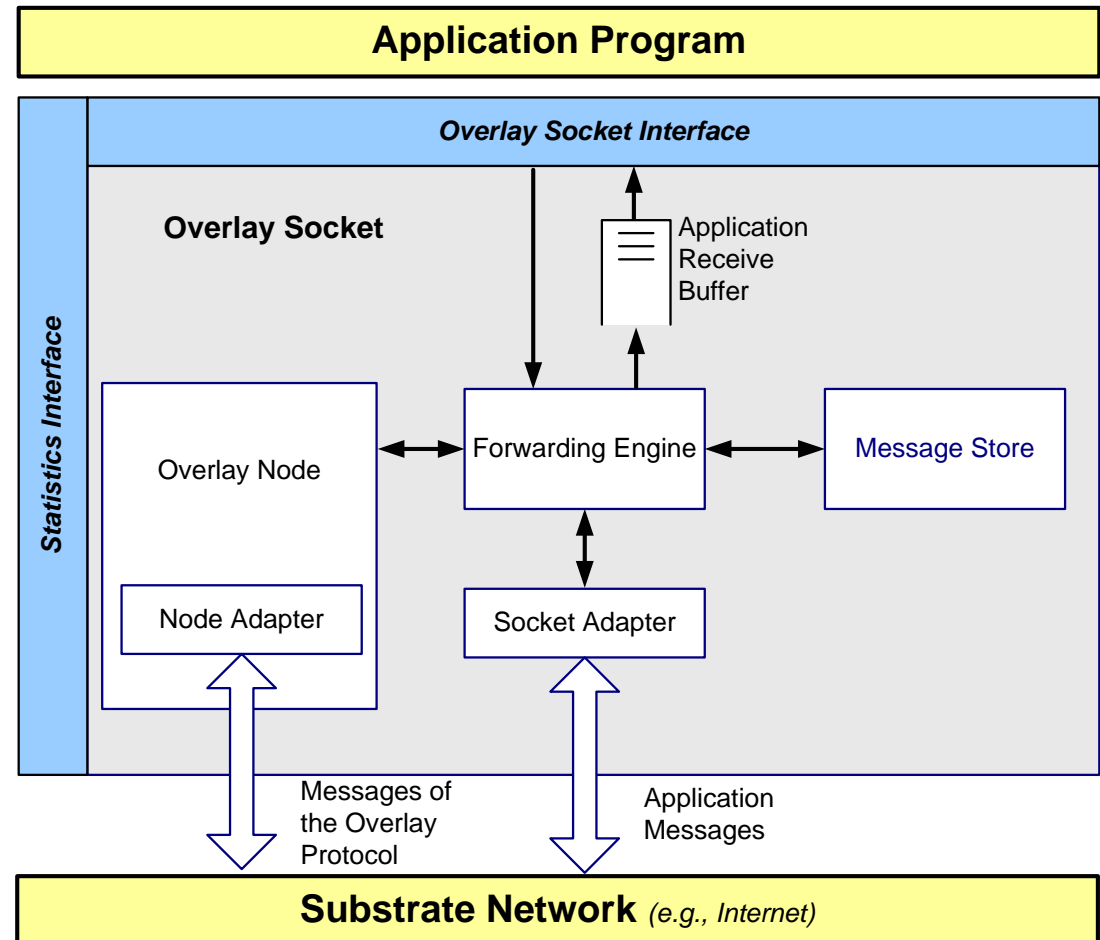 Application Program
Overlay Socket Interface
Statistics Interface
Overlay Socket
Application
Receive
Buffer
Overlay Node
Forwarding Engine
Message Store
Node Adapter
Socket Adapter
Messages of
the Overlay
Protocol
Application
Messages
Substrate Network (e.g., Internet)